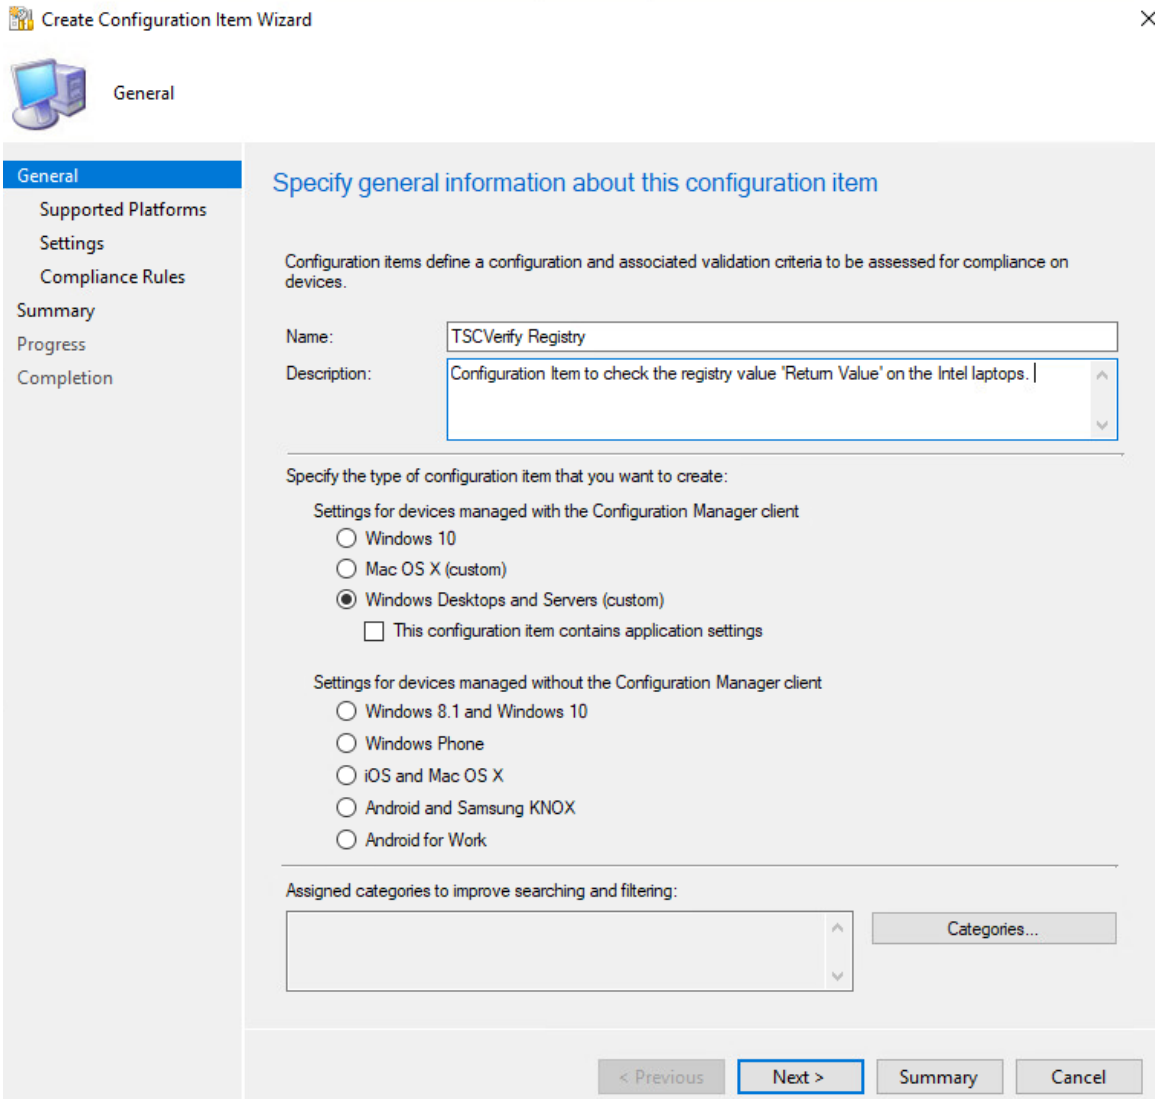 Create Configuration Item Wizard
General
General
Supported Platforms
Settings
Compliance Rules
Summary
Progress
Completion
Specify general information about this configuration item
Configuration items define a configuration and associated validation criteria to be assessed for compliance on
devices.
Name:
TSCVerify Registry
Description:
Configuration Item to check the registry value 'Return Value' on the Intel laptops.
Specify the type of configuration item that you want to create:
Settings for devices managed with the Configuration Manager client
Windows 10
Mac OS X (custom)
Windows Desktops and Servers (custom)
This configuration item contains application settings
Settings for devices managed without the Configuration Manager client
Windows 8.1 and Windows 10
Windows Phone
iOS and Mac OS X
Android and Samsung KNOX
Android for Work
Assigned categories to improve searching and filtering:
Categories...
< Previous
Next >
Summary
Cancel